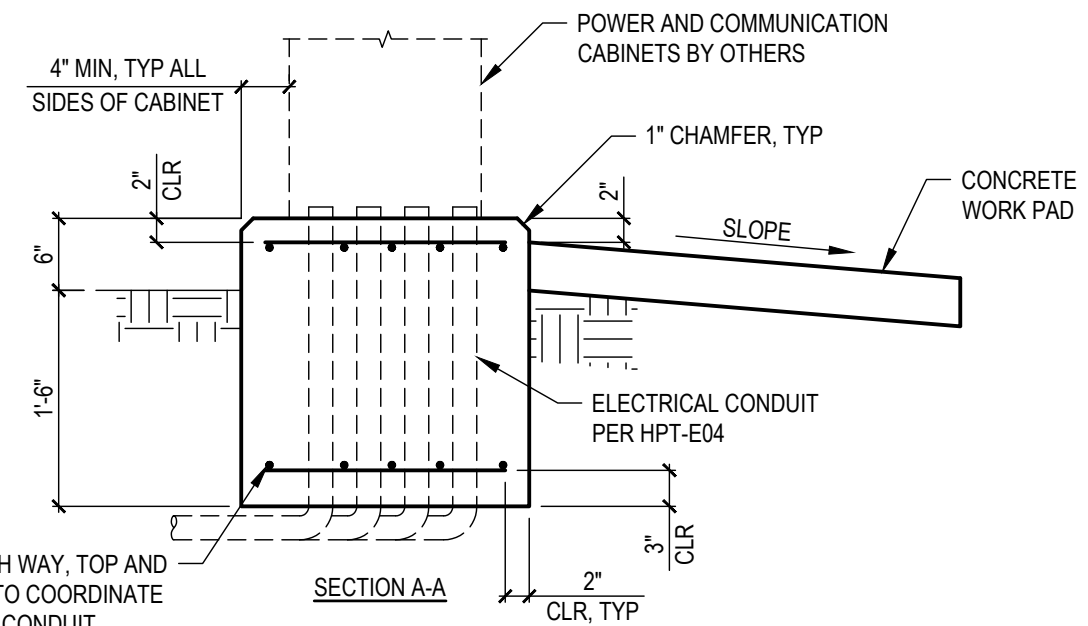 POWER AND COMMUNICATION
CABINETS BY OTHERS
4" MIN, TYP ALL
SIDES OF CABINET
1" CHAMFER, TYP
2"
CLR
2"
CONCRETE
WORK PAD
SLOPE
6"
1'-6"
ELECTRICAL CONDUIT
PER HPT-E04
3"
CLR
H WAY, TOP AND
TO COORDINATE
CONDUIT
SECTION A-A
2"
CLR, TYP